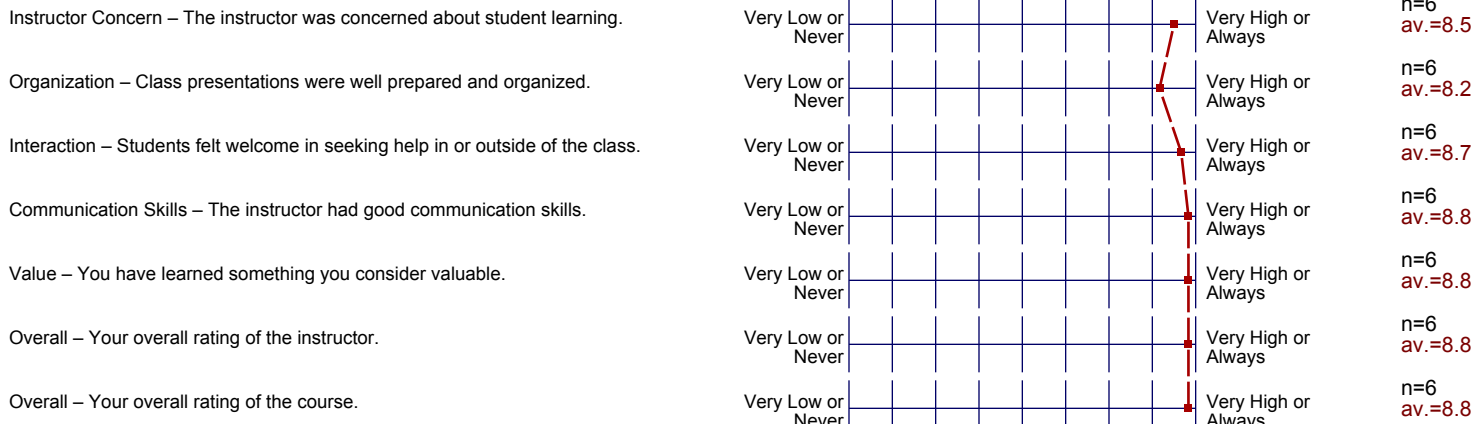 Instructor Concern – The instructor was concerned about student learning.
Very Low or
Never
Very High or
Always
n=6
av.=8.5
Organization – Class presentations were well prepared and organized.
Very Low or
Never
Very High or
Always
n=6
av.=8.2
Interaction – Students felt welcome in seeking help in or outside of the class.
Very Low or
Never
Very High or
Always
n=6
av.=8.7
Communication Skills – The instructor had good communication skills.
Very Low or
Never
Very High or
Always
n=6
av.=8.8
Value – You have learned something you consider valuable.
Very Low or
Never
Very High or
Always
n=6
av.=8.8
Overall – Your overall rating of the instructor.
Very Low or
Never
Very High or
Always
n=6
av.=8.8
Overall – Your overall rating of the course.
Very Low or
Never
Very High or
Always
n=6
av.=8.8